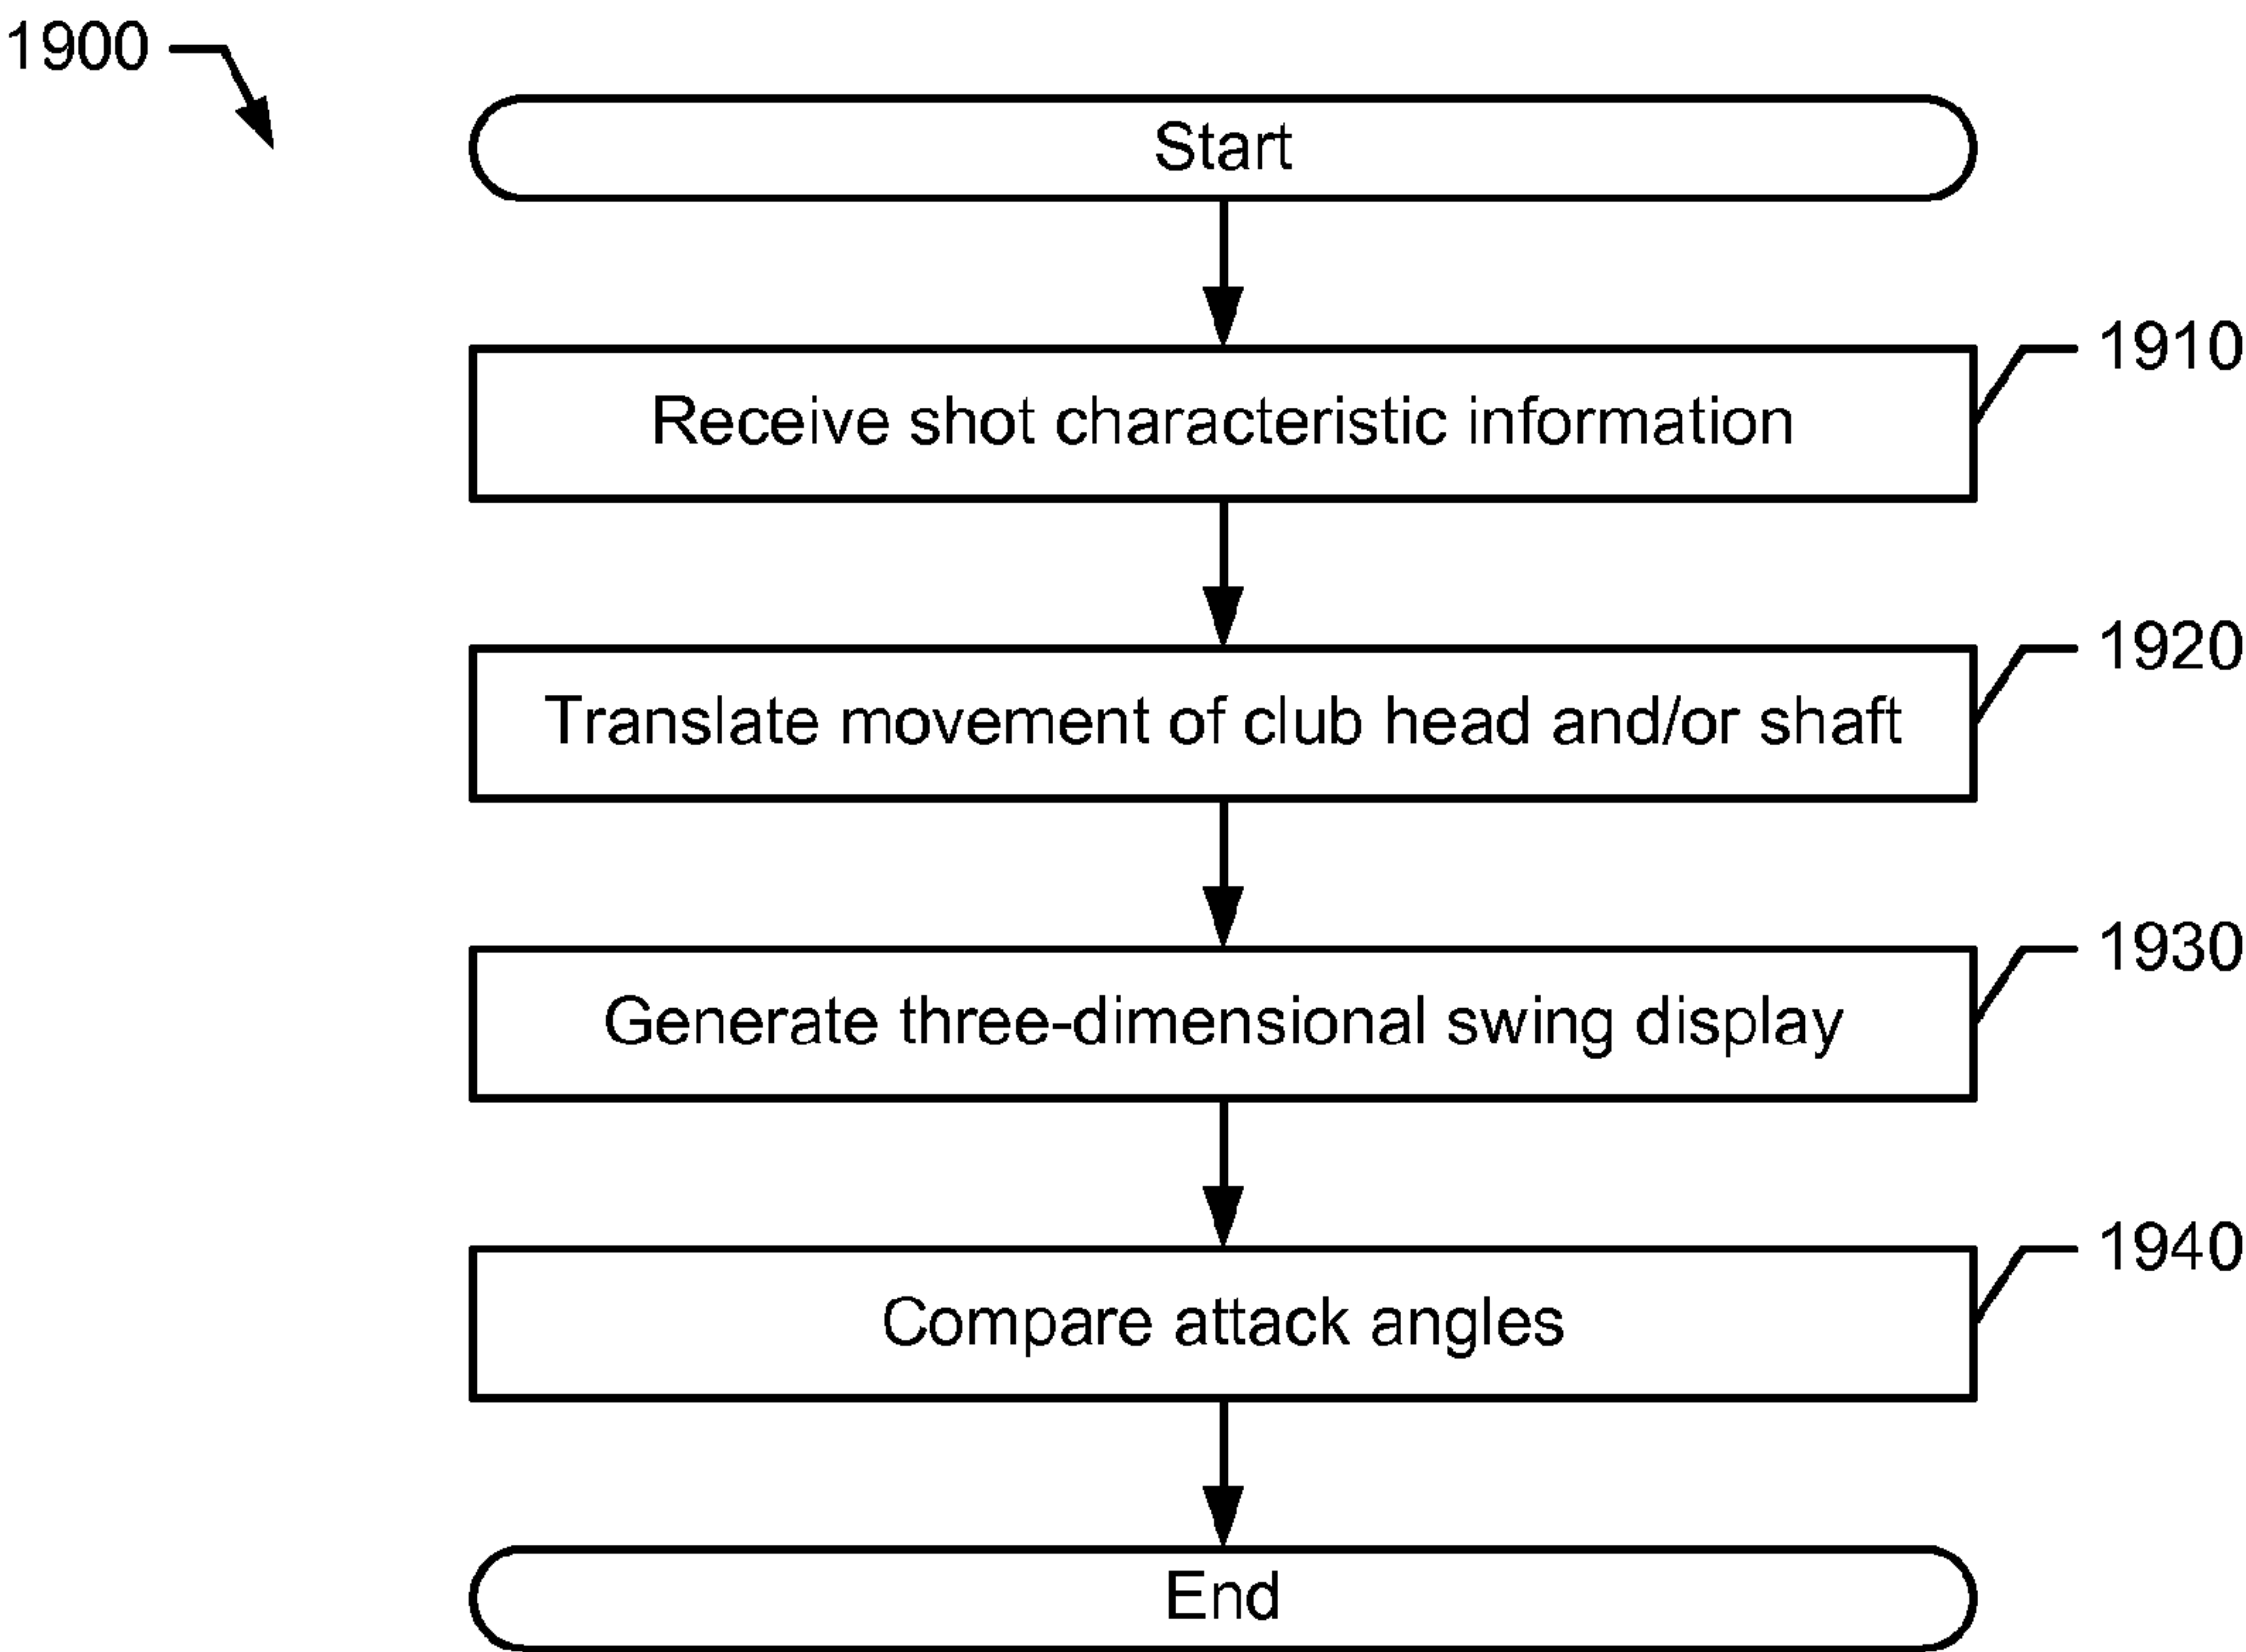 1900
Start
1910
Receive shot characteristic information
1920
Translate movement of club head and/or shaft
1930
Generate three-dimensional swing display
1940
Compare attack angles
End